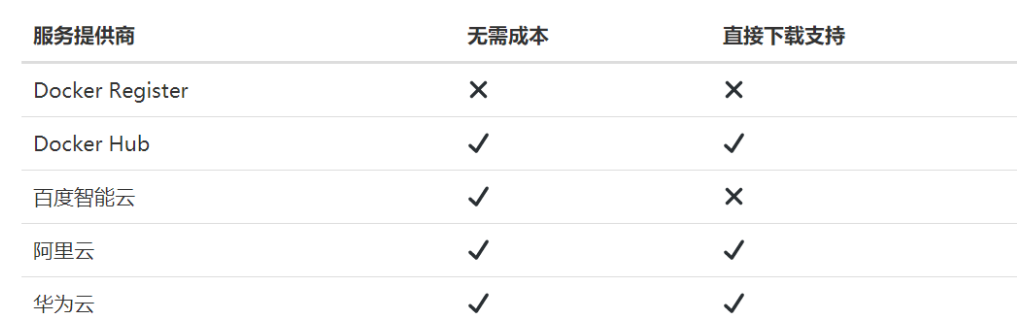 服务提供商 无需成本 直接下载支持
Docker Register ✕ ✕
Docker Hub ✓ ✓
百度智能云 ✓ ✕
阿里云 ✓ ✓
华为云 ✓ ✓